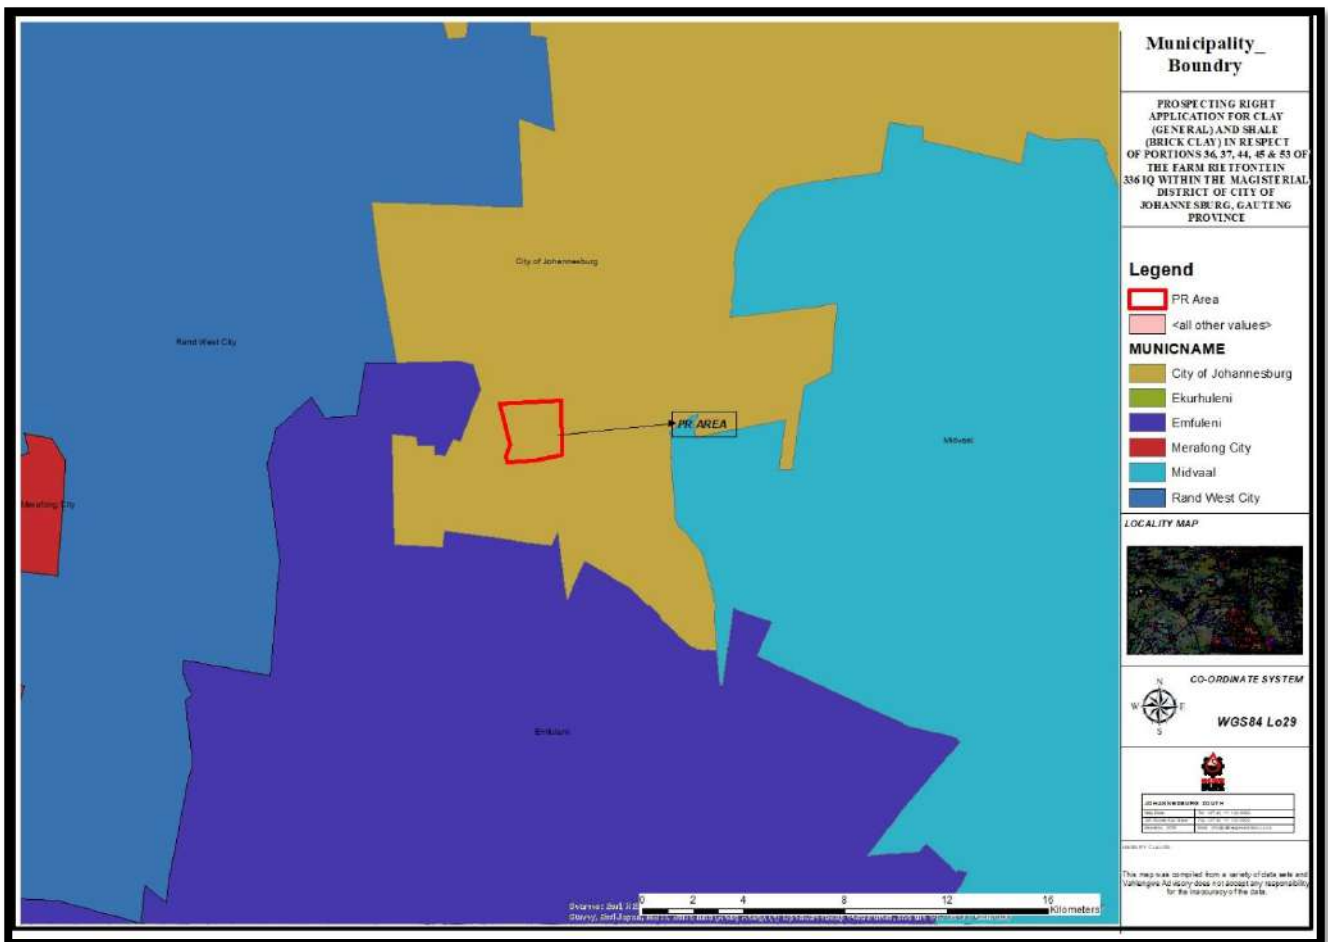 Municipality_
Boundry
PROSPECTING RIGHT
APPLICATION FOR CLAY
(GENERAL) AND SHALE
(BRICK CLAY) IN RESPECT
OF PORTIONS 36, 37, 44, 45 & 53 OF
THE FARM RIETFONTEIN
336 IQ WITHIN THE MAGISTERIAL
DISTRICT OF CITY OF
JOHANNESBURG, GAUTENG
PROVINCE
Legend
PR Area
<all other values>
MUNICNAME
City of Johannesburg
Ekurhuleni
Emfuleni
Merafong City
Midvaal
Rand West City
LOCALITY MAP
N
W E
S
CO-ORDINATE SYSTEM
WGS84 Lo29
JOHANNESBURG SOUTH
This map was compiled from a variety of data sets and
Vahlengwe Advisory does not accept any responsibility
for the inaccuracy of the data.
City of Johannesburg
Rand West City
PR AREA
Midvaal
Merafong City
Emfuleni
0 2 4 8 12 16
Kilometers